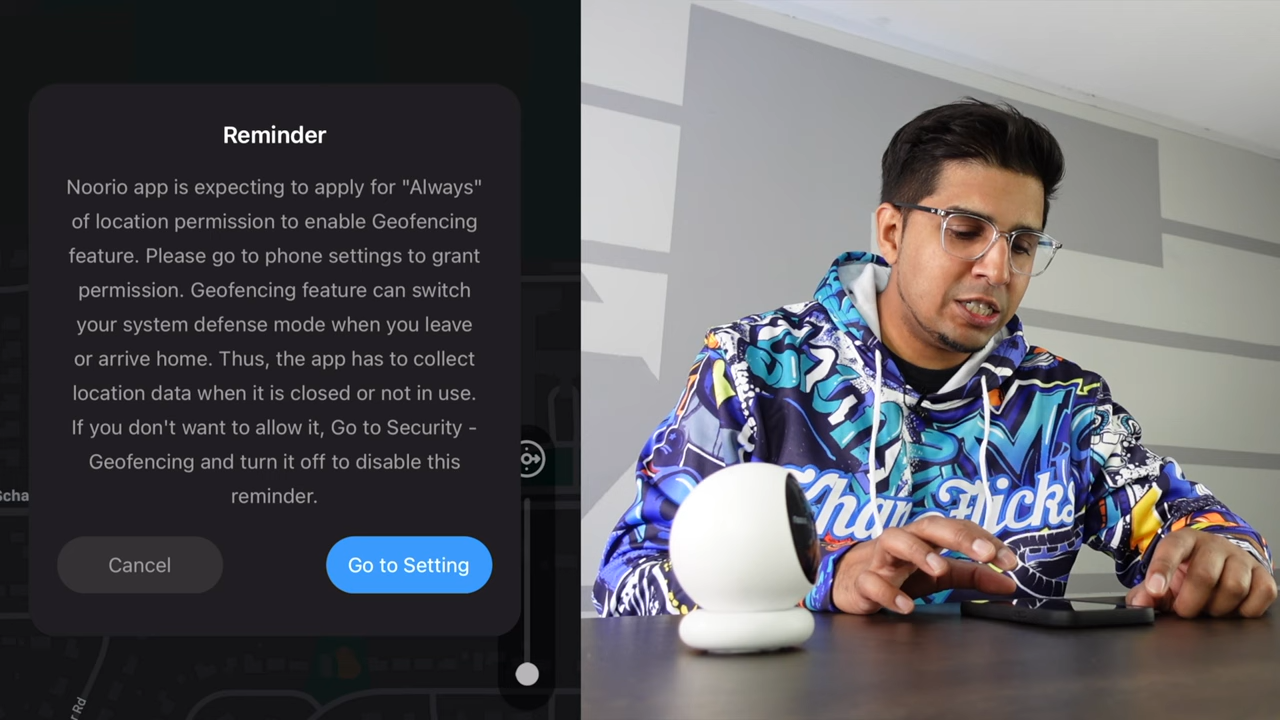 Reminder
Noorio app is expecting to apply for "Always"
of location permission to enable Geofencing
feature. Please go to phone settings to grant
permission. Geofencing feature can switch
your system defense mode when you leave
or arrive home. Thus, the app has to collect
location data when it is closed or not in use.
If you don't want to allow it, Go to Security -
Geofencing and turn it off to disable this
reminder.
Cancel
Go to Setting
Scha
r Rd